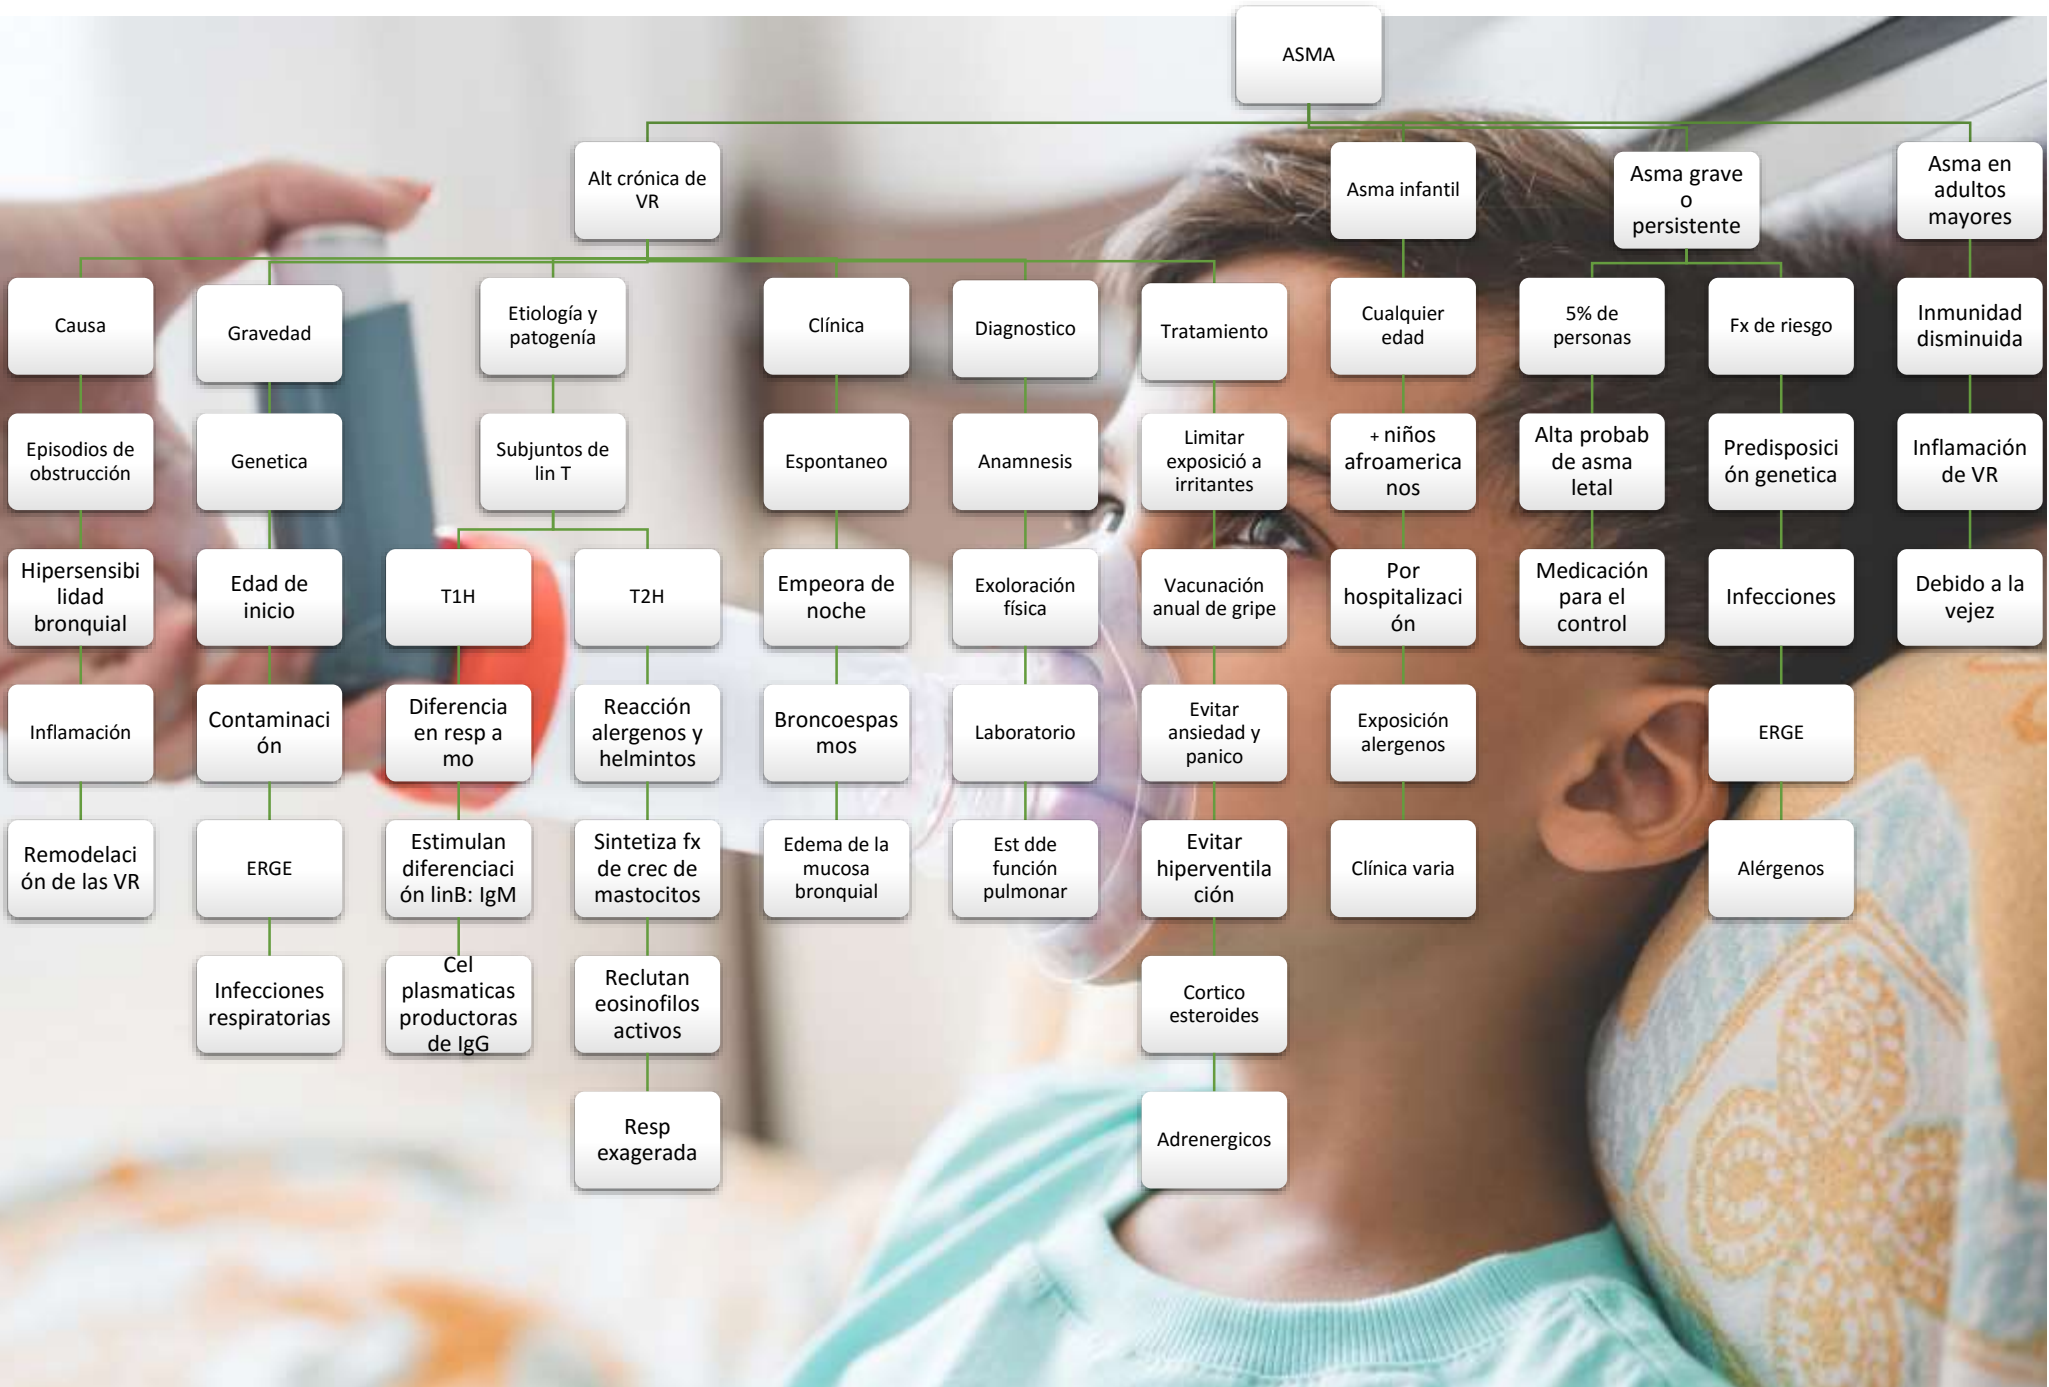 ASMA
Alt crónica de
VR
Causa
Episodios de
obstrucción
Hipersensibi
lidad
bronquial
Inflamación
Remodelaci
ón de las VR
Gravedad
Genetica
Edad de
inicio
Contaminaci
ón
ERGE
Infecciones
respiratorias
Etiología y
patogenía
Subjuntos de
lin T
T1H
Diferencia
en resp a
mo
Estimulan
diferenciaci
ón linB: IgM
Cel
plasmaticas
productoras
de IgG
T2H
Reacción
alergenos y
helmintos
Sintetiza fx
de crec de
mastocitos
Reclutan
eosinofilos
activos
Resp
exagerada
Clínica
Espontaneo
Empeora de
noche
Broncoespas
mos
Edema de la
mucosa
bronquial
Diagnostico
Anamnesis
Exoloración
física
Laboratorio
Est dde
función
pulmonar
Tratamiento
Limitar
exposició a
irritantes
Vacunación
anual de gripe
Evitar
ansiedad y
panico
Evitar
hiperventila
ción
Cortico
esteroides
Adrenergicos
Asma infantil
Cualquier
edad
+ niños
afroamerica
nos
Por
hospitalizaci
ón
Exposición
alergenos
Clínica varia
Asma grave
o
persistente
5% de
personas
Alta probab
de asma
letal
Medicación
para el
control
Fx de riesgo
Predisposici
ón genetica
Infecciones
ERGE
Alérgenos
Asma en
adultos
mayores
Inmunidad
disminuida
Inflamación
de VR
Debido a la
vejez